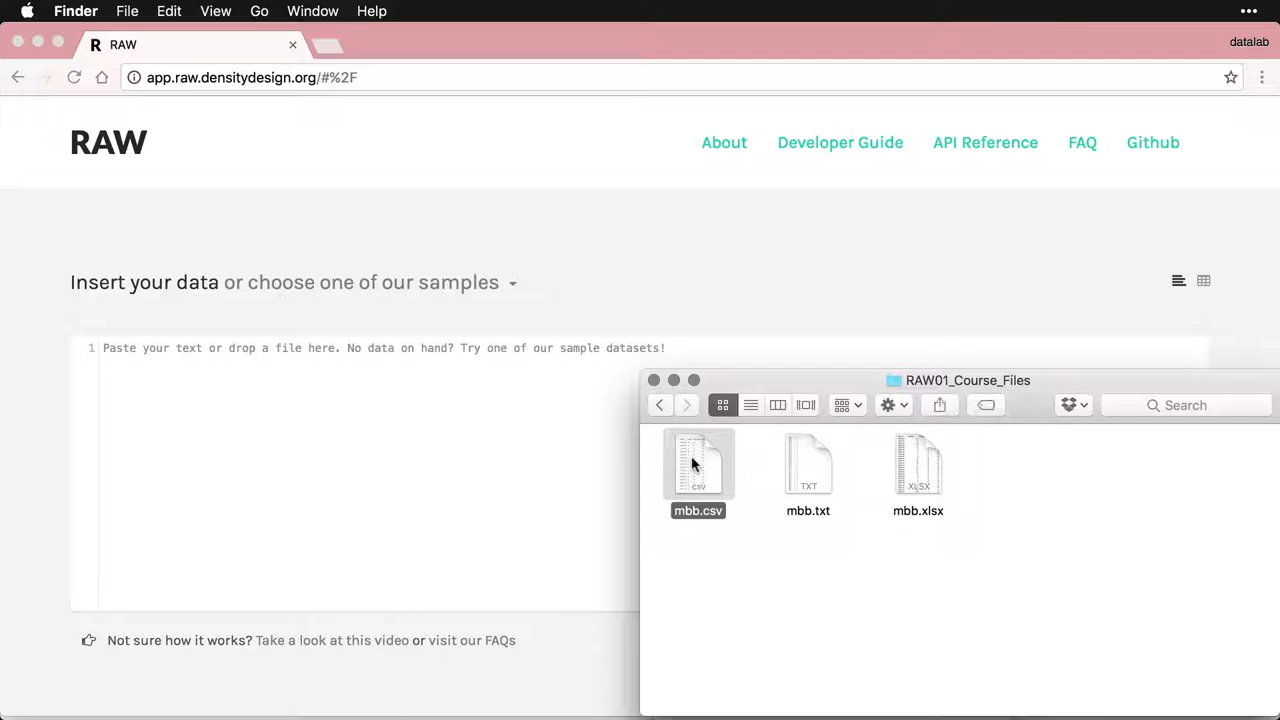 Finder File Edit View Go Window Help •••
R RAW × datalab
app.raw.densitydesign.org/#%2F
RAW About Developer Guide API Reference FAQ Github
Insert your data or choose one of our samples
1 Paste your text or drop a file here. No data on hand? Try one of our sample datasets!
RAW01_Course_Files
Search
CSV TXT XLSX
mbb.csv mbb.txt mbb.xlsx
Not sure how it works? Take a look at this video or visit our FAQs